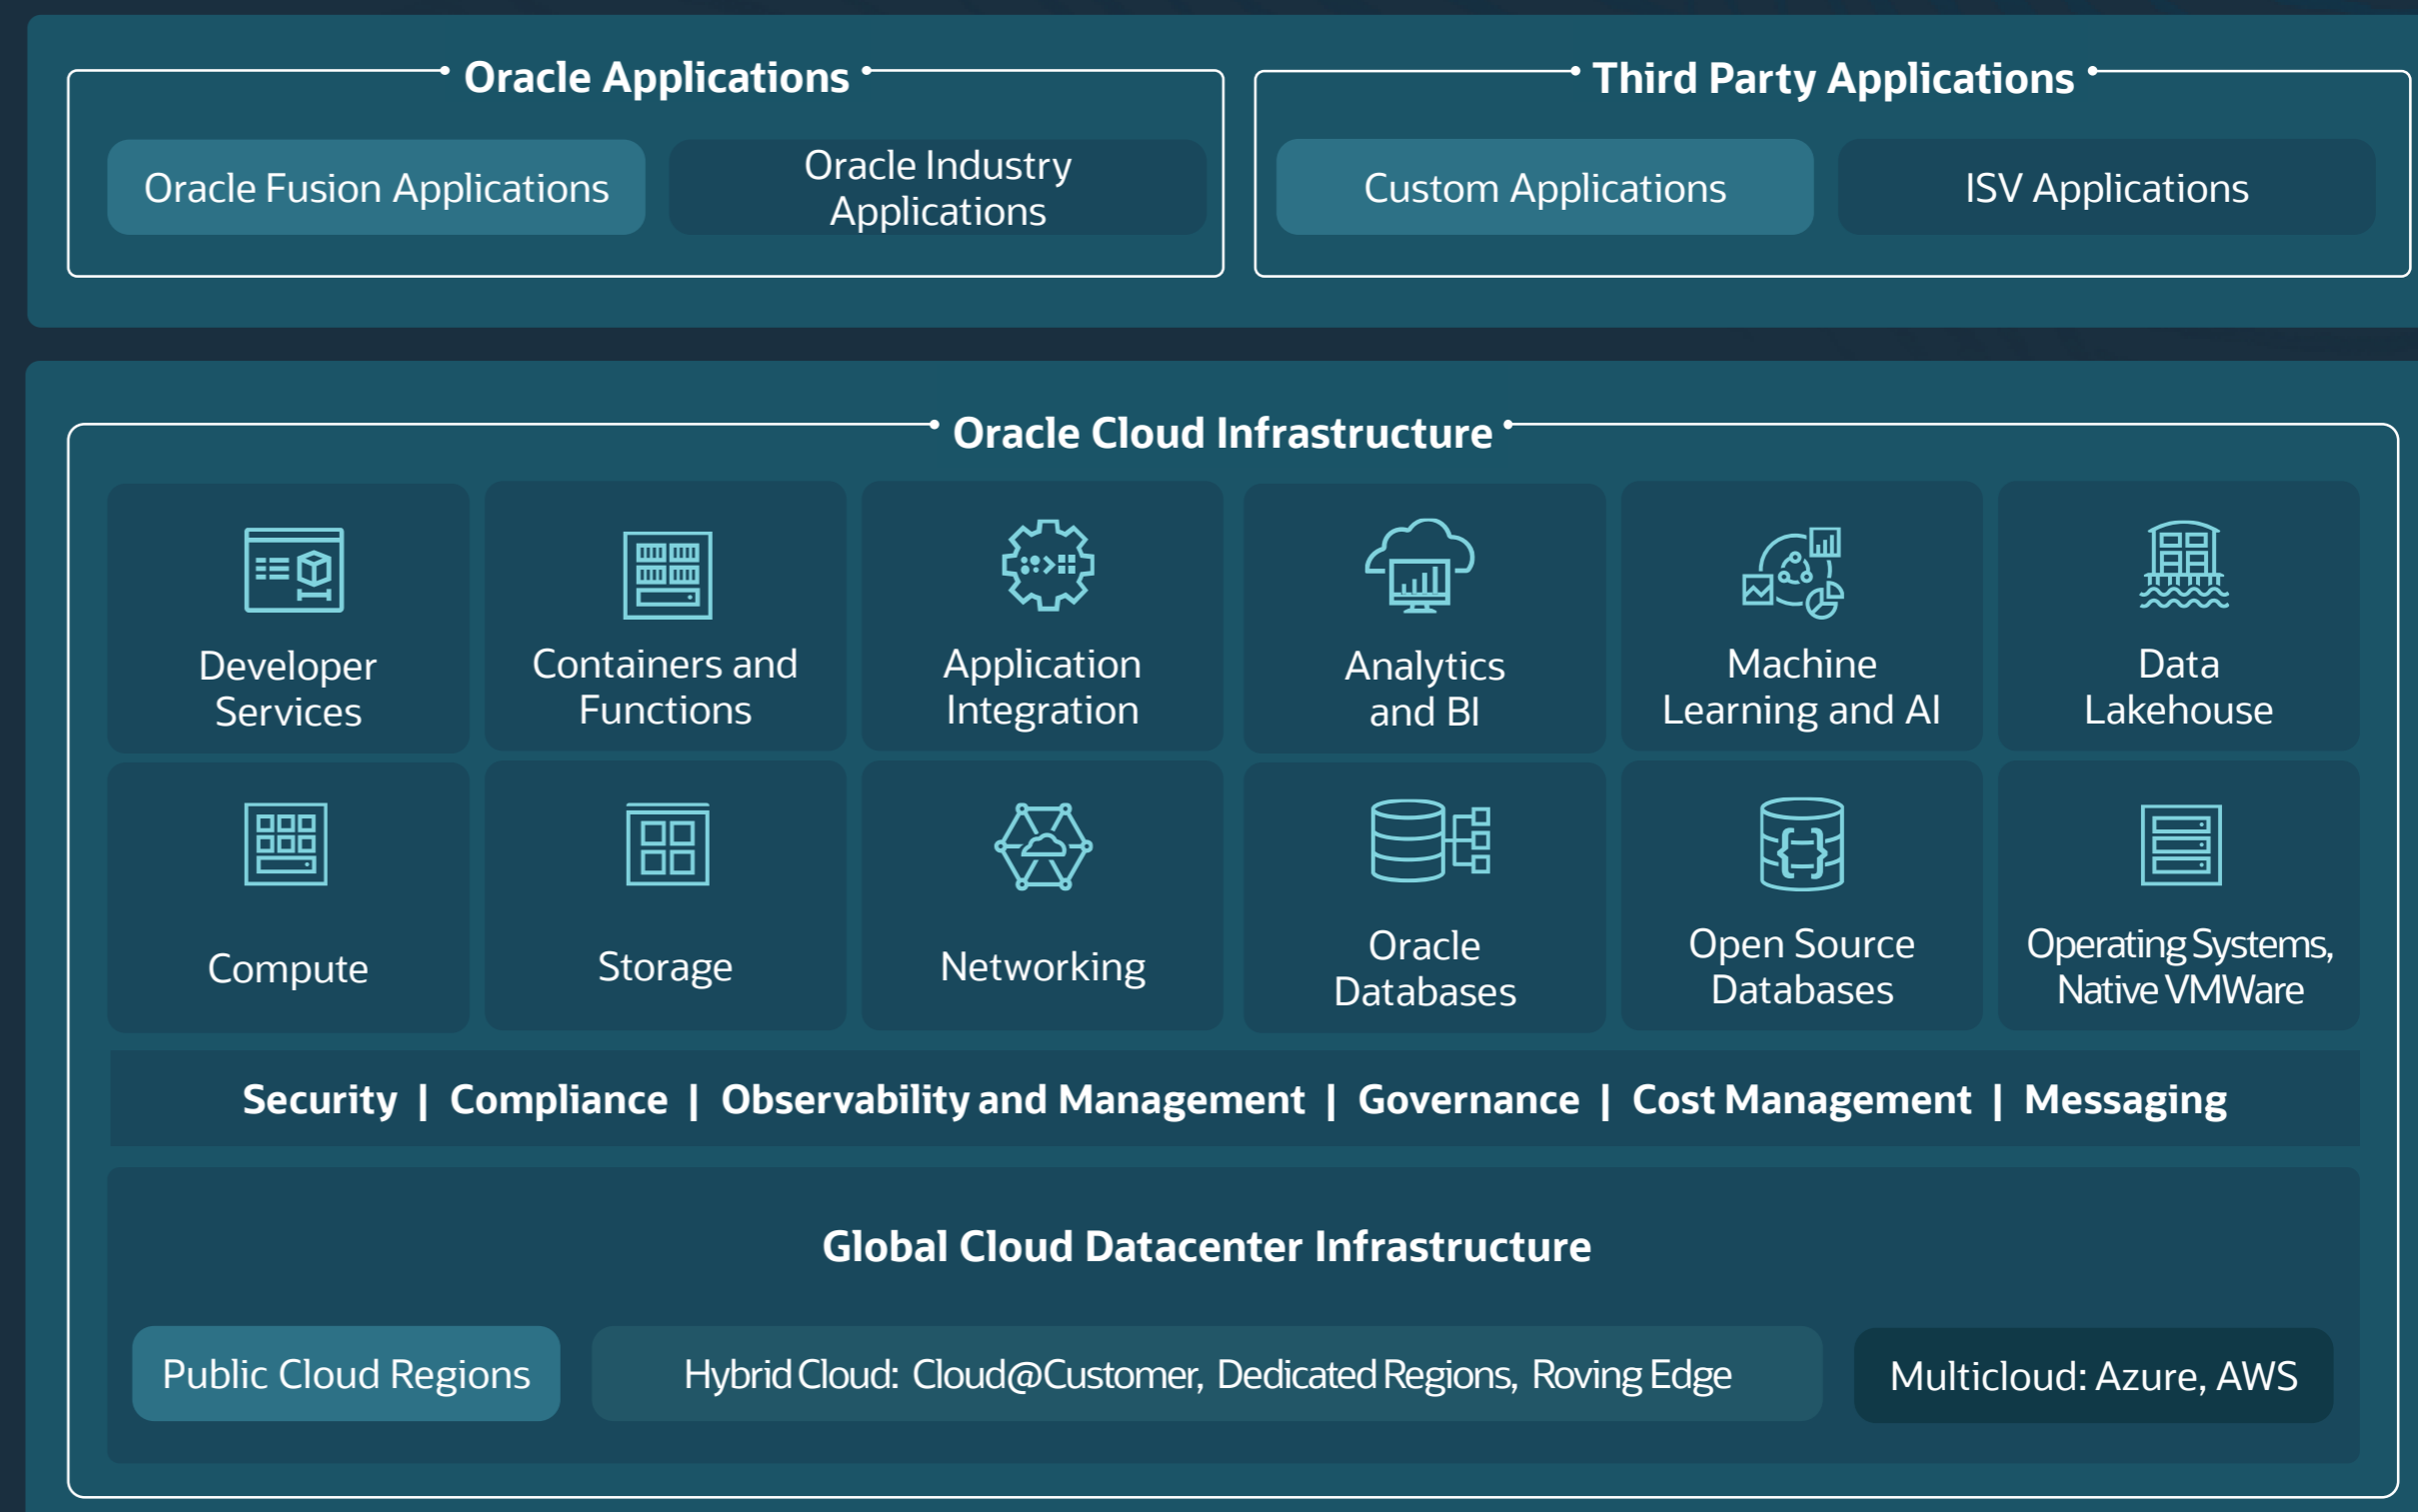 Oracle Applications
Oracle Fusion Applications
Oracle Industry
Applications
Third Party Applications
Custom Applications
ISV Applications
Oracle Cloud Infrastructure
Developer
Services
Containers and
Functions
Application
Integration
Analytics
and BI
Machine
Learning and AI
Data
Lakehouse
Compute
Storage
Networking
Oracle
Databases
Open Source
Databases
Operating Systems,
Native VMWare
Security | Compliance | Observability and Management | Governance | Cost Management | Messaging
Global Cloud Datacenter Infrastructure
Public Cloud Regions
Hybrid Cloud: Cloud@Customer, Dedicated Regions, Roving Edge
Multicloud: Azure, AWS